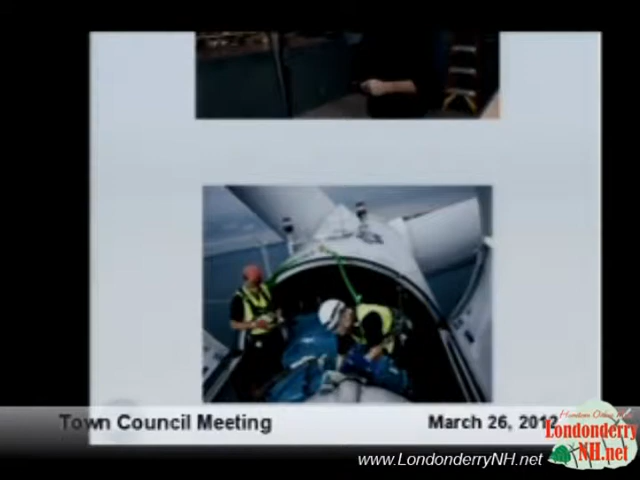 Town Council Meeting
March 26, 2012
Londonderry
NH.net
www.LondonderryNH.net